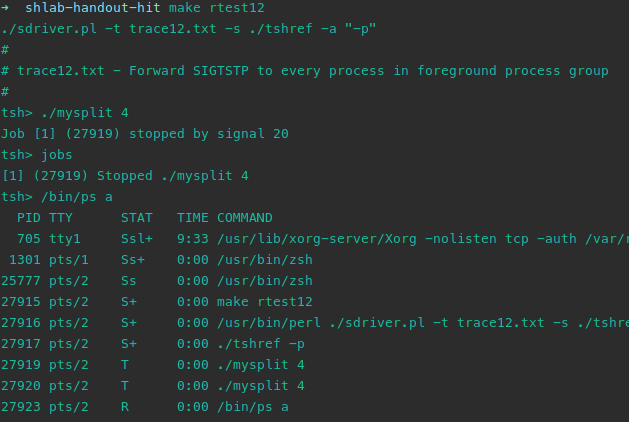 → shlab-handout-hit make rtest12
./sdriver.pl -t trace12.txt -s ./tshref -a "-p"
#
# trace12.txt - Forward SIGTSTP to every process in foreground process group
#
tsh> ./mysplit 4
Job [1] (27919) stopped by signal 20
tsh> jobs
[1] (27919) Stopped ./mysplit 4
tsh> /bin/ps a
  PID TTY      STAT   TIME COMMAND
  705 tty1     Ssl+   9:33 /usr/lib/xorg-server/Xorg -nolisten tcp -auth /var/
 1301 pts/1    Ss+    0:00 /usr/bin/zsh
25777 pts/2    Ss     0:00 /usr/bin/zsh
27915 pts/2    S+     0:00 make rtest12
27916 pts/2    S+     0:00 /usr/bin/perl ./sdriver.pl -t trace12.txt -s ./tshre
27917 pts/2    S+     0:00 ./tshref -p
27919 pts/2    T      0:00 ./mysplit 4
27920 pts/2    T      0:00 ./mysplit 4
27923 pts/2    R      0:00 /bin/ps a